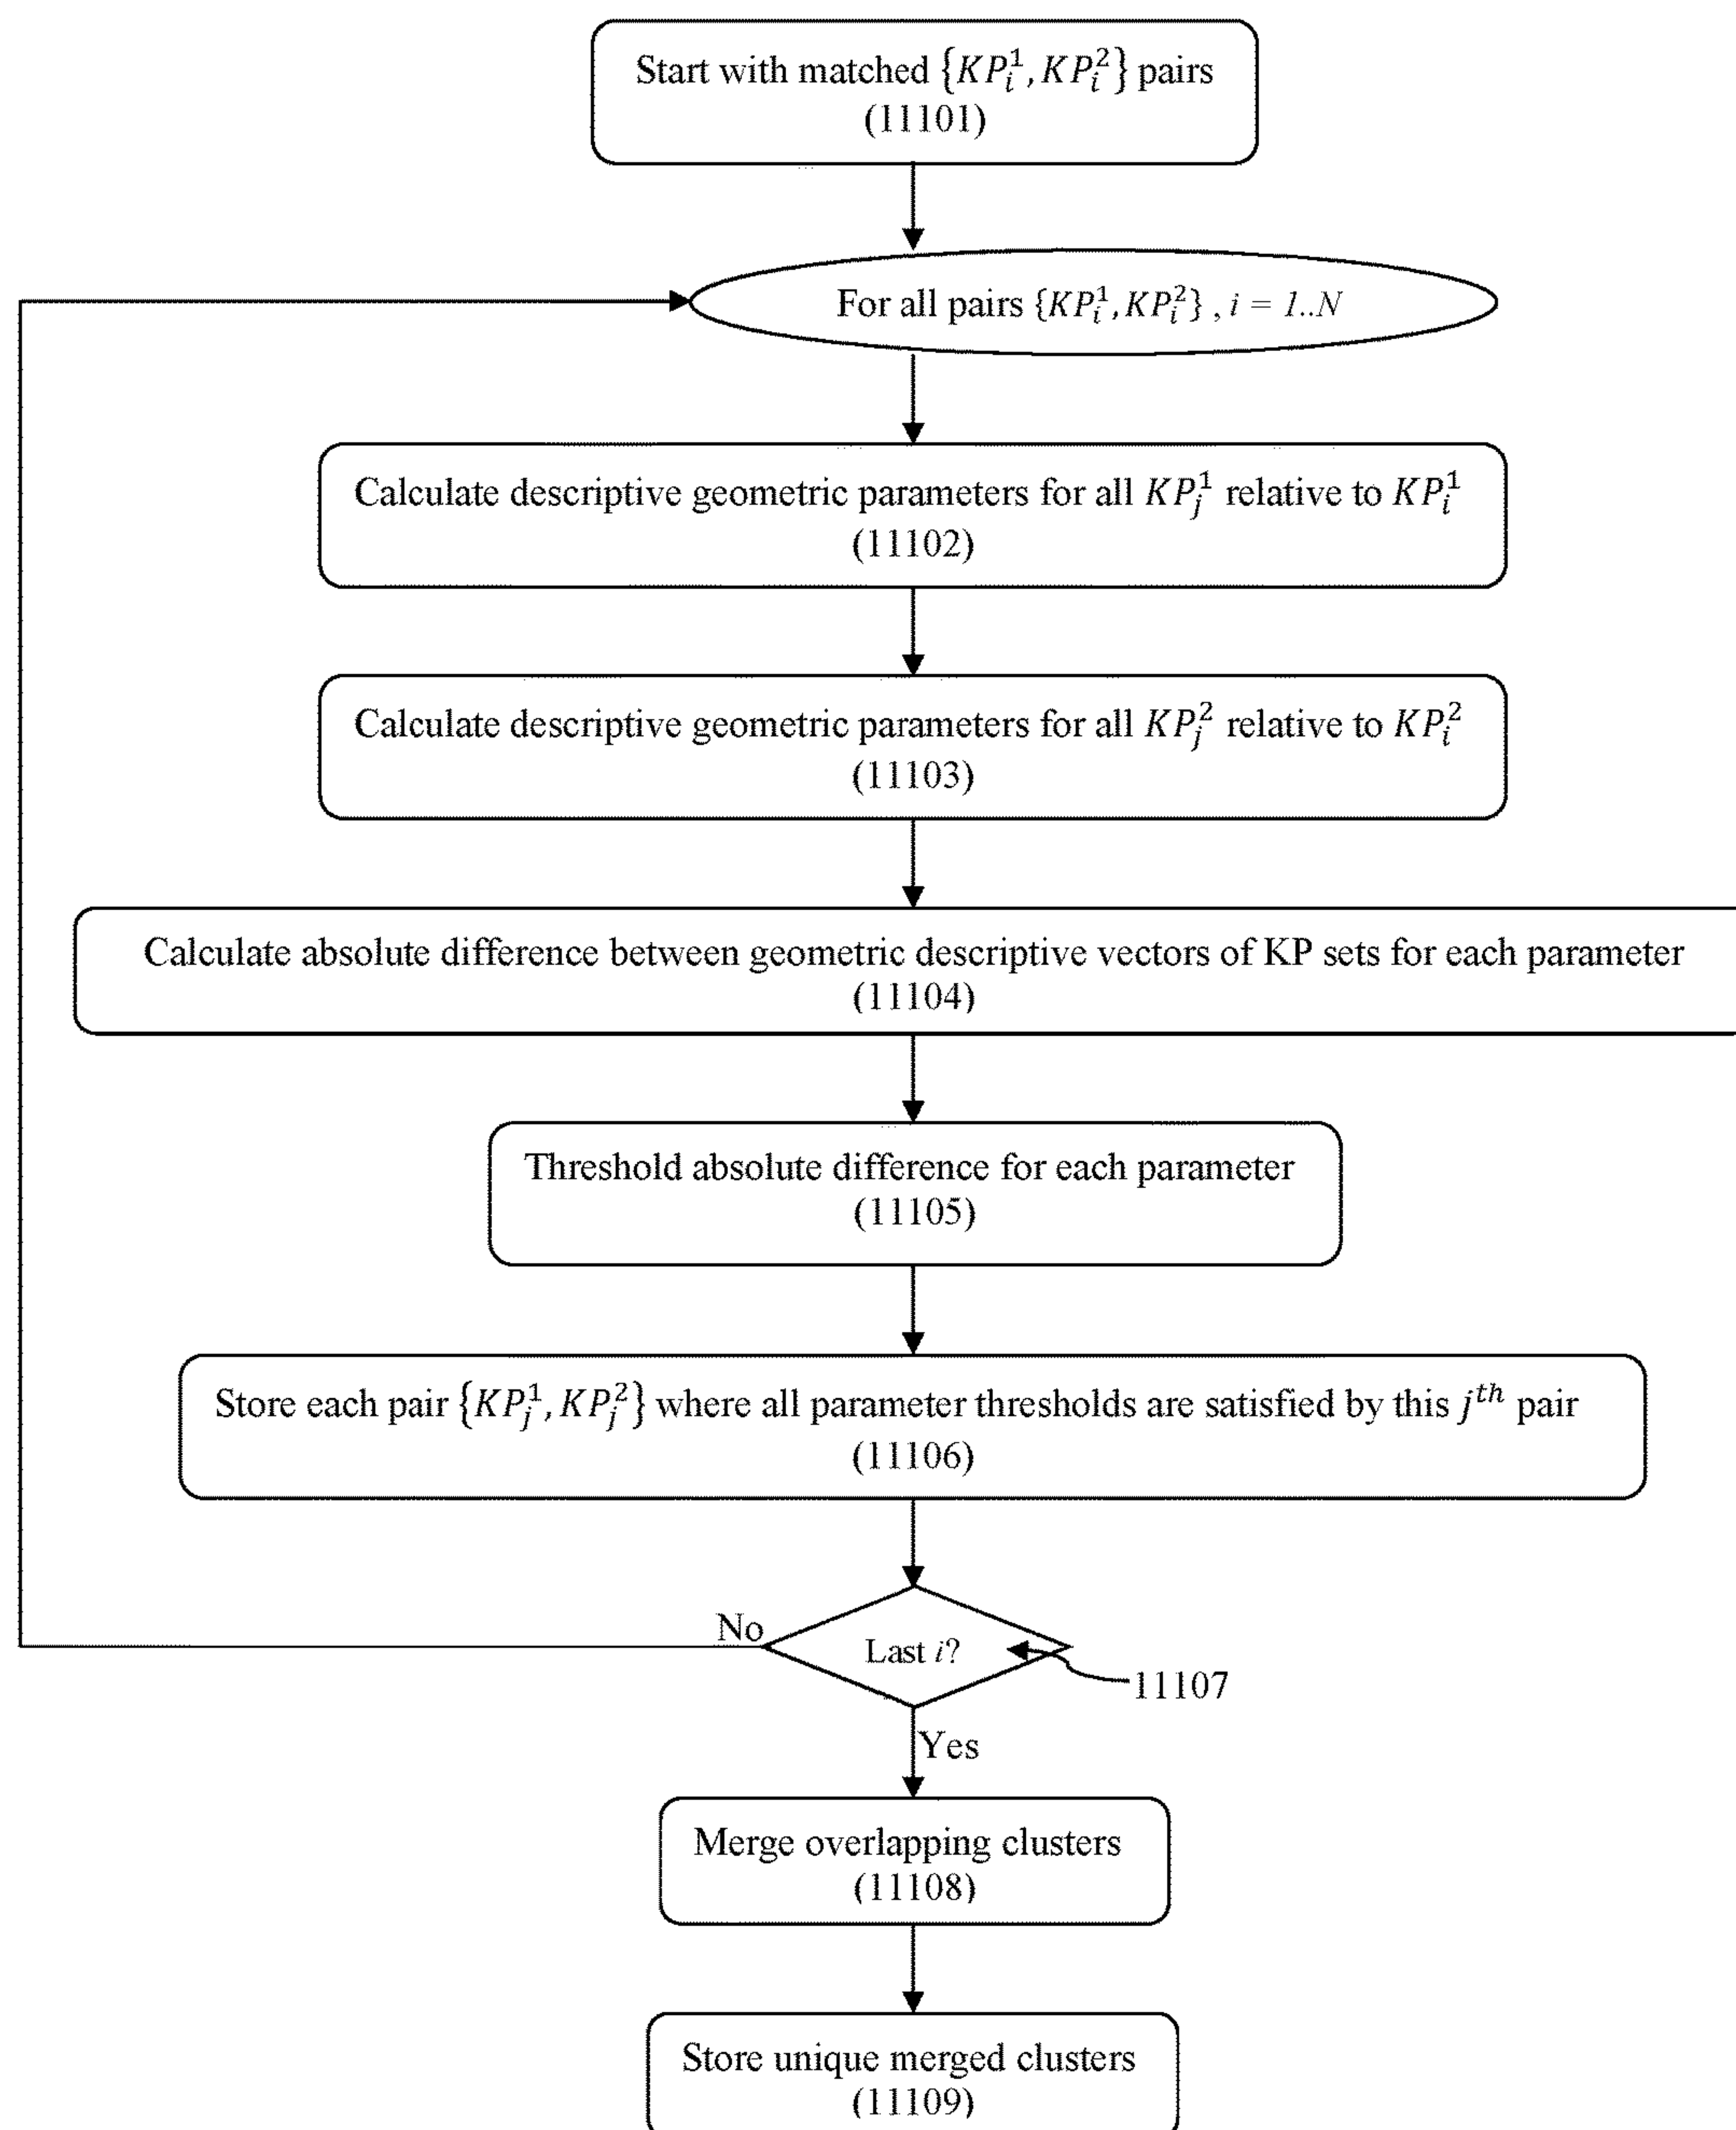 Start with matched {KP_i^1, KP_i^2} pairs
(11101)
For all pairs {KP_i^1, KP_i^2} , i = 1..N
Calculate descriptive geometric parameters for all KP_j^1 relative to KP_i^1
(11102)
Calculate descriptive geometric parameters for all KP_j^2 relative to KP_i^2
(11103)
Calculate absolute difference between geometric descriptive vectors of KP sets for each parameter
(11104)
Threshold absolute difference for each parameter
(11105)
Store each pair {KP_j^1, KP_j^2} where all parameter thresholds are satisfied by this j^th pair
(11106)
No
Last i?
11107
Yes
Merge overlapping clusters
(11108)
Store unique merged clusters
(11109)